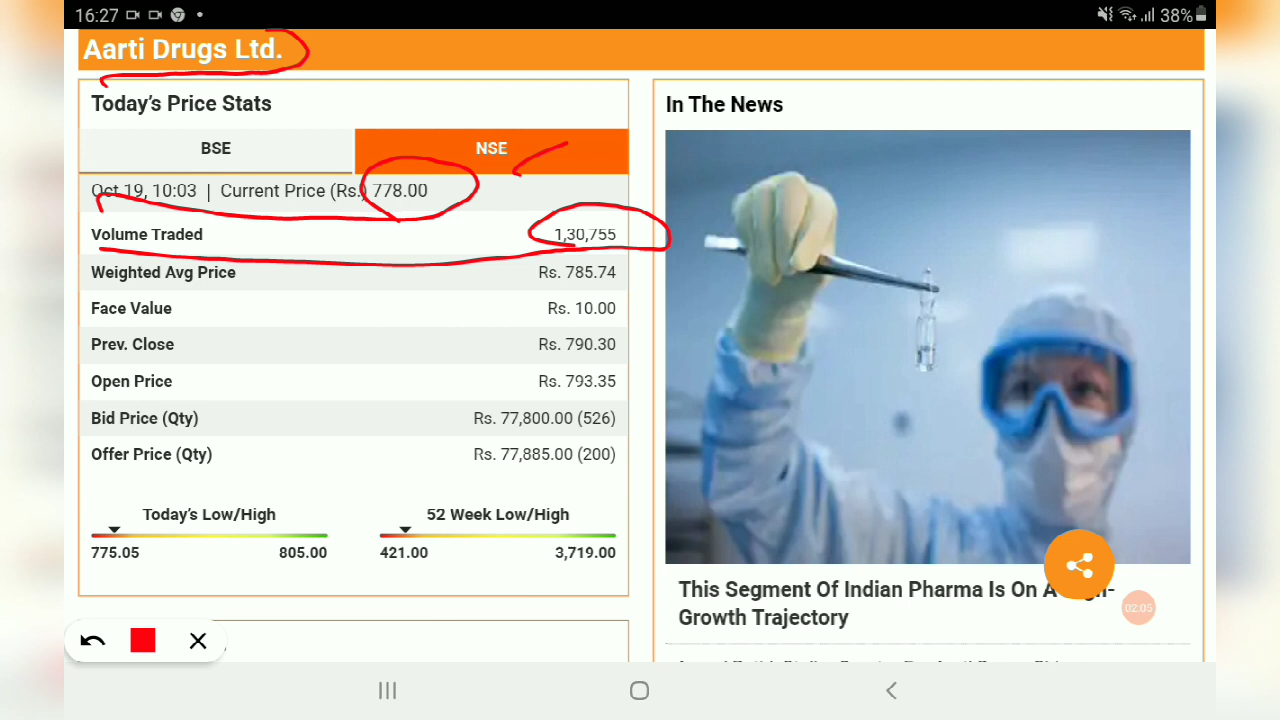 16:27
38%
Aarti Drugs Ltd.
Today's Price Stats
BSE NSE
Oct 19, 10:03 | Current Price (Rs.) 778.00
Volume Traded 1,30,755
Weighted Avg Price Rs. 785.74
Face Value Rs. 10.00
Prev. Close Rs. 790.30
Open Price Rs. 793.35
Bid Price (Qty) Rs. 77,800.00 (526)
Offer Price (Qty) Rs. 77,885.00 (200)
Today's Low/High
775.05 805.00
52 Week Low/High
421.00 3,719.00
In The News
This Segment Of Indian Pharma Is On A
Growth Trajectory
02:05